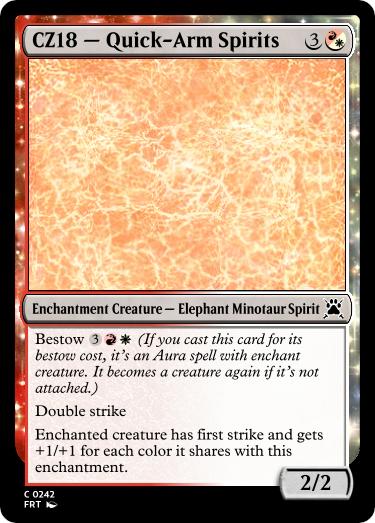 CZ18 — Quick-Arm Spirits 3
Enchantment Creature — Elephant Minotaur Spirit
Bestow 3 (If you cast this card for its
bestow cost, it's an Aura spell with enchant
creature. It becomes a creature again if it's not
attached.)
Double strike
Enchanted creature has first strike and gets
+1/+1 for each color it shares with this
enchantment.
2/2
C 0242
FRT